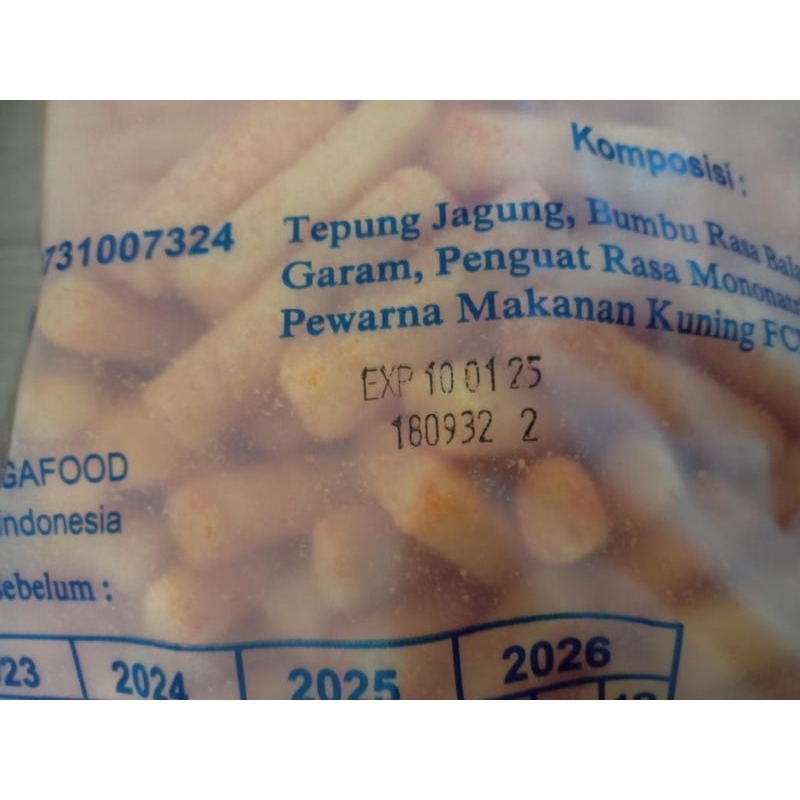 Komposisi:
731007324
Tepung Jagung, Bumbu Rasa
Garam, Penguat Rasa
Pewarna Makanan Kuning
EXP 10 01 25
180932 2
GAFOOD
Indonesia
sebelum :
23 2024 2025 2026